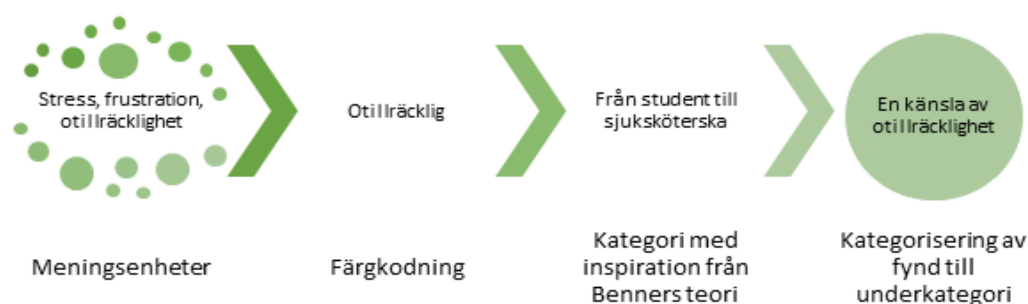 Stress, frustration,
otillräcklighet
Otillräcklig
Från student till
sjuksköterska
En känsla av
otillräcklighet
Meningsenheter
Färgkodning
Kategori med
inspiration från
Benners teori
Kategorisering av
fynd till
underkategori